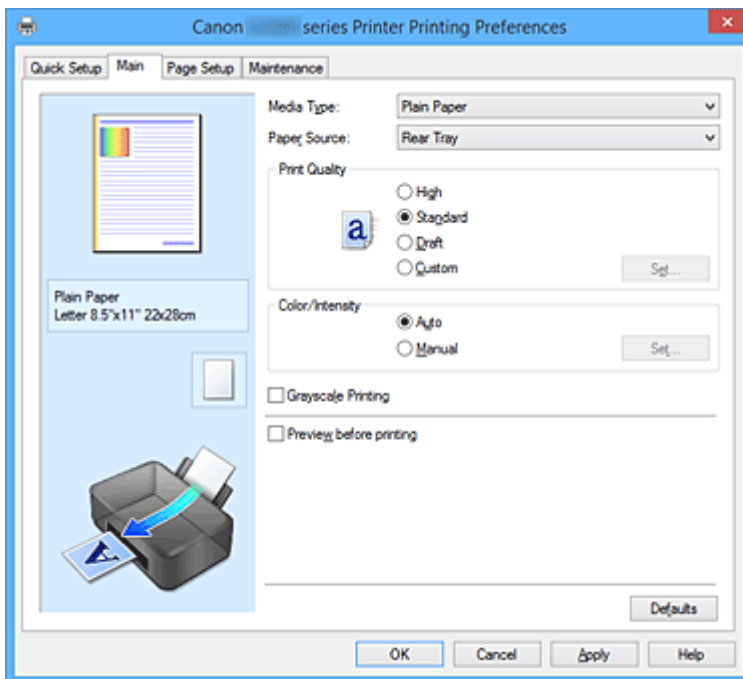 Canon series Printer Printing Preferences
Quick Setup Main Page Setup Maintenance
Media Type: Plain Paper
Paper Source: Rear Tray
Print Quality
High
a
Standard
Draft
Custom
Set...
Plain Paper
Letter 8.5"x11" 22x28cm
Color/Intensity
Auto
Manual
Set...
Grayscale Printing
Preview before printing
A
Defaults
OK Cancel Apply Help